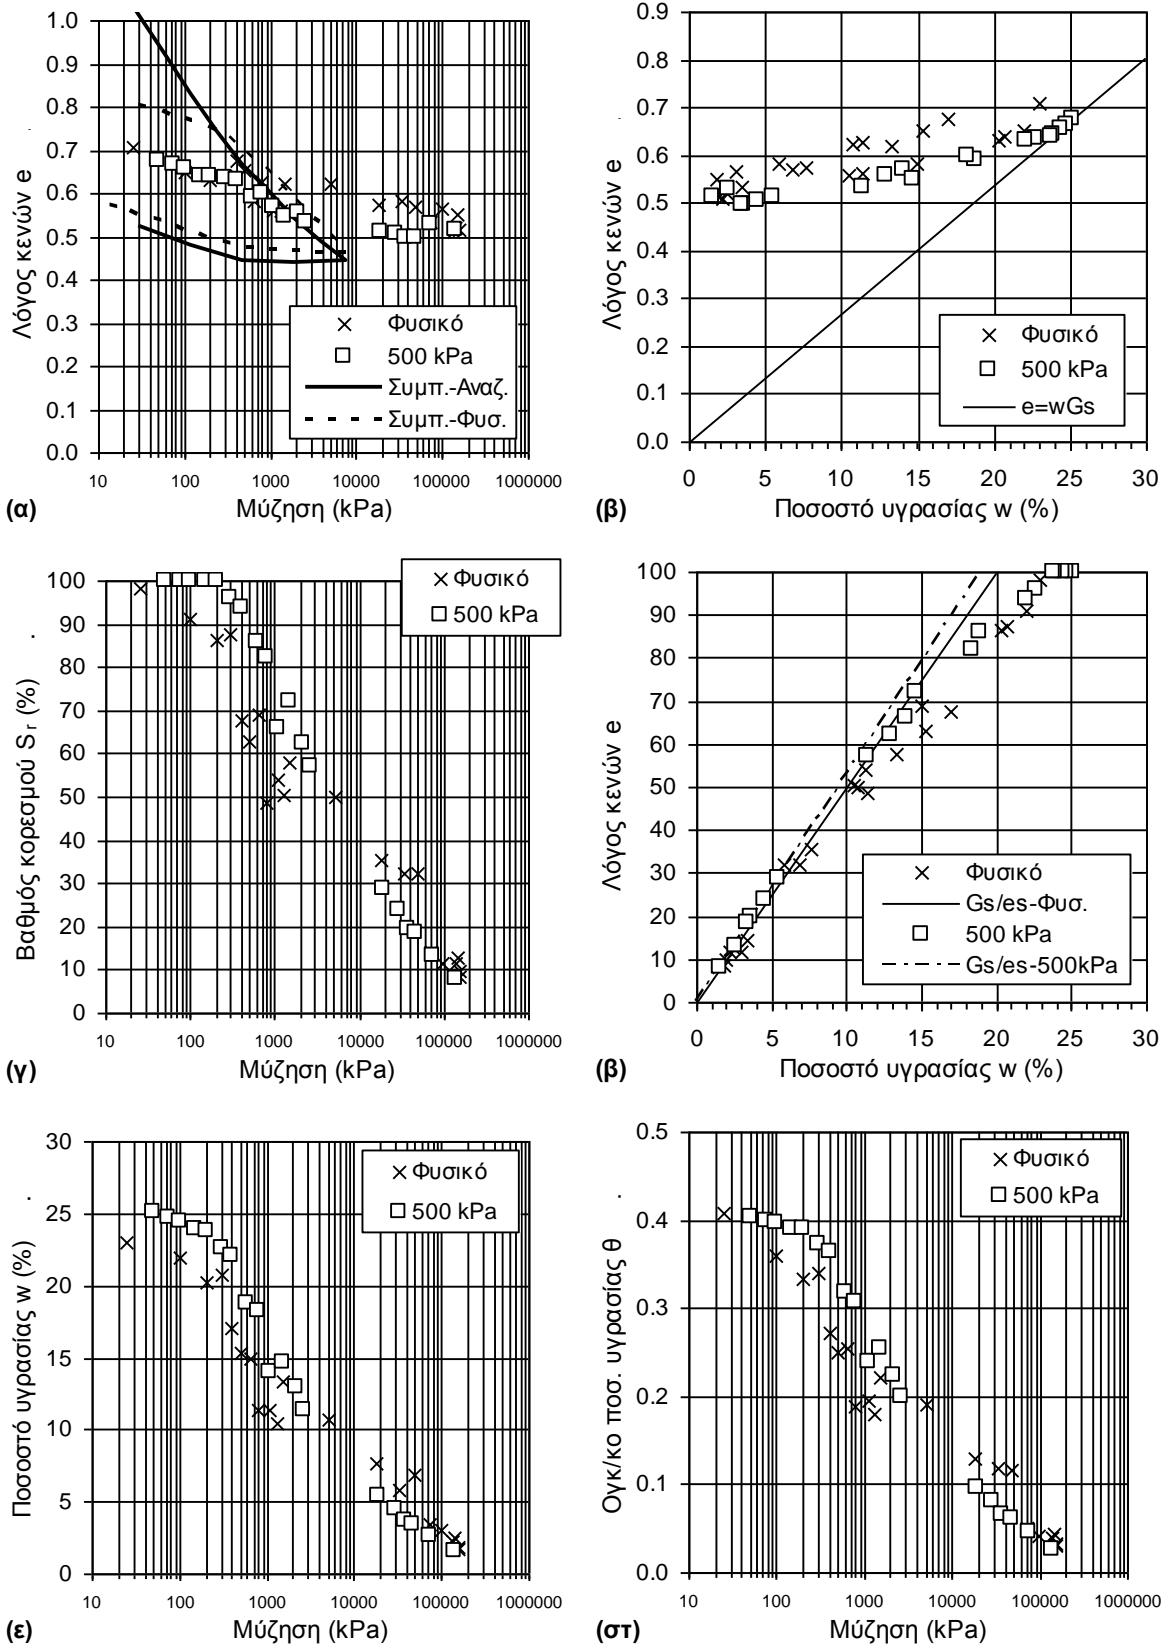 1.0
0.9
0.8
0.7
0.6
0.5
0.4
0.3
0.2
0.1
0.0
Λόγος κενών e
10 100 1000 10000 100000 1000000
Μύζηση (kPa)
Φυσικό
500 kPa
Συμπ.-Αναζ.
Συμπ.-Φυσ.
(α)
0.9
0.8
0.7
0.6
0.5
0.4
0.3
0.2
0.1
0.0
Λόγος κενών e
0 5 10 15 20 25 30
Ποσοστό υγρασίας w (%)
Φυσικό
500 kPa
e=wGs
(β)
100
90
80
70
60
50
40
30
20
10
0
Βαθμός κορεσμού Sr (%)
10 100 1000 10000 100000 1000000
Μύζηση (kPa)
Φυσικό
500 kPa
(γ)
100
90
80
70
60
50
40
30
20
10
0
Λόγος κενών e
0 5 10 15 20 25 30
Ποσοστό υγρασίας w (%)
Φυσικό
Gs/es-Φυσ.
500 kPa
Gs/es-500kPa
(β)
30
25
20
15
10
5
0
Ποσοστό υγρασίας w (%)
10 100 1000 10000 100000 1000000
Μύζηση (kPa)
Φυσικό
500 kPa
(ε)
0.5
0.4
0.3
0.2
0.1
0.0
Ογκ/κο ποσ. υγρασίας θ
10 100 1000 10000 100000 1000000
Μύζηση (kPa)
Φυσικό
500 kPa
(στ)